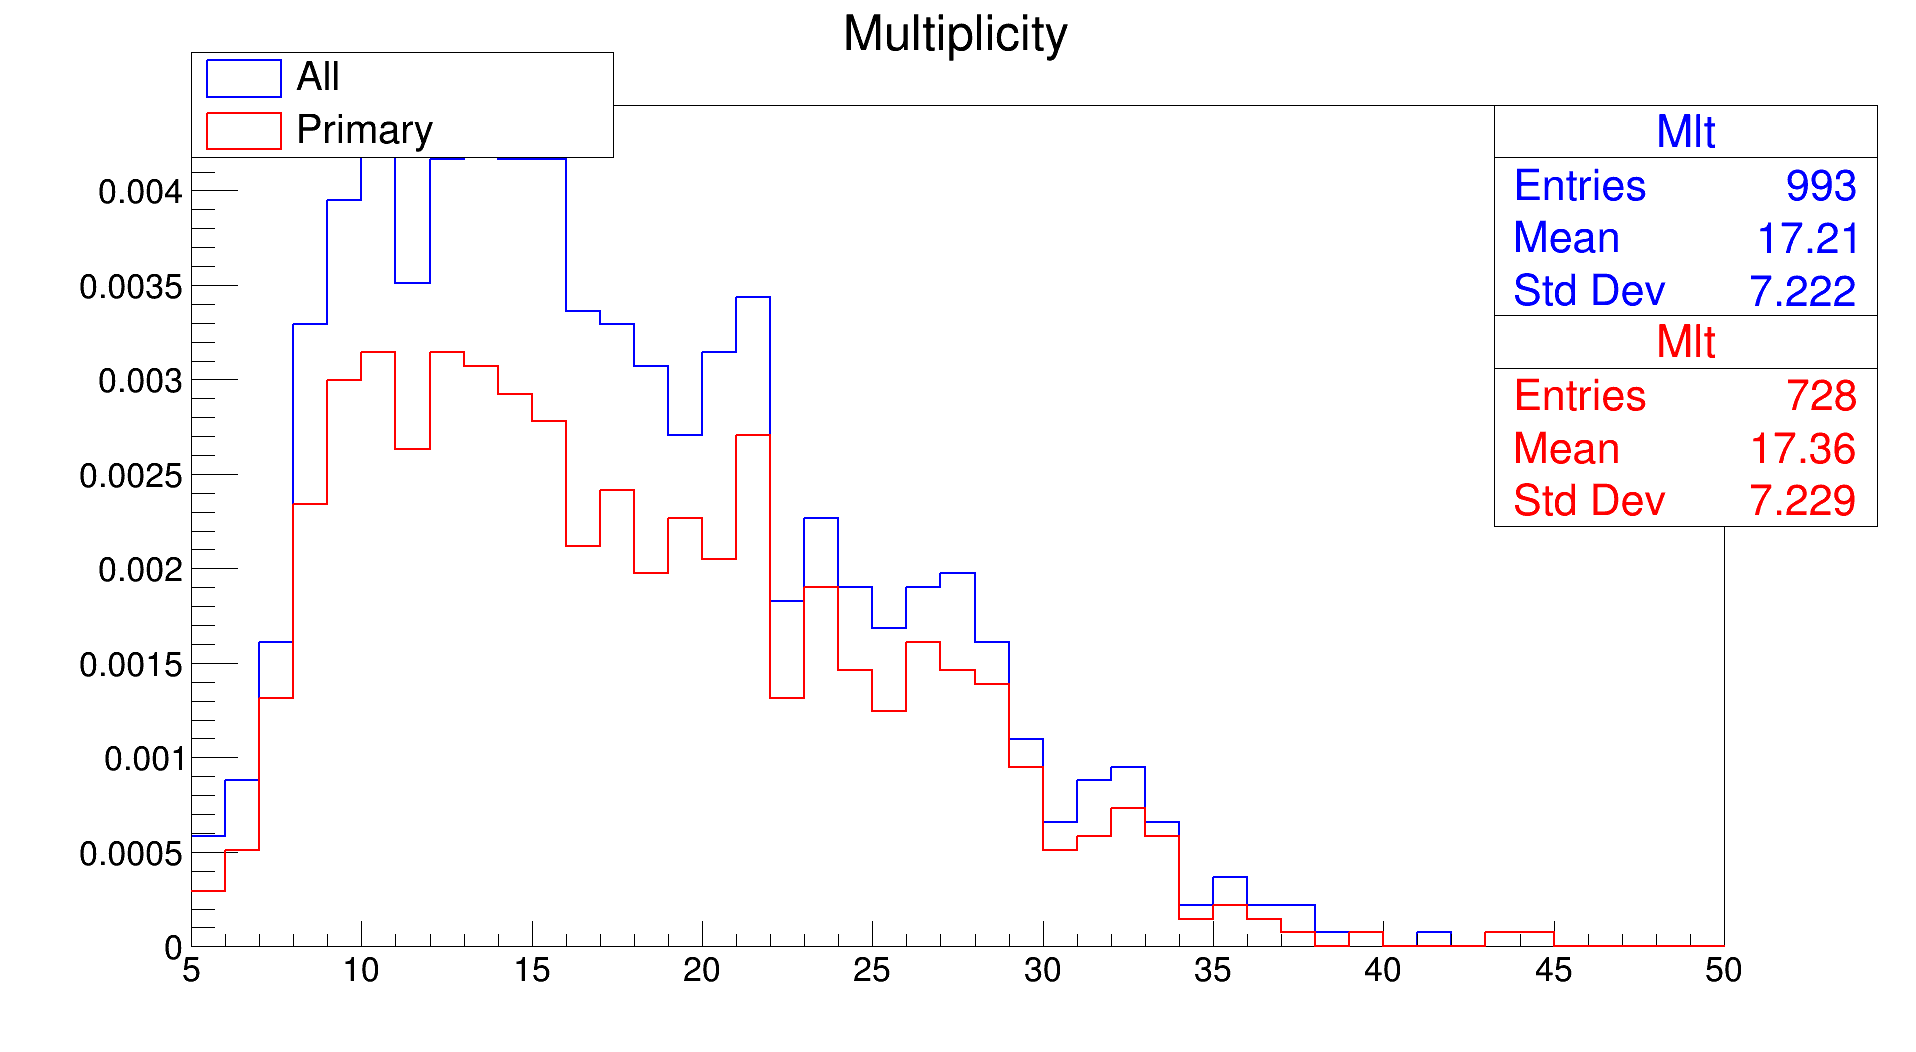 Multiplicity
All
Primary
Mlt
Entries 993
Mean 17.21
Std Dev 7.222
Mlt
Entries 728
Mean 17.36
Std Dev 7.229
0.004
0.0035
0.003
0.0025
0.002
0.0015
0.001
0.0005
0
5 10 15 20 25 30 35 40 45 50